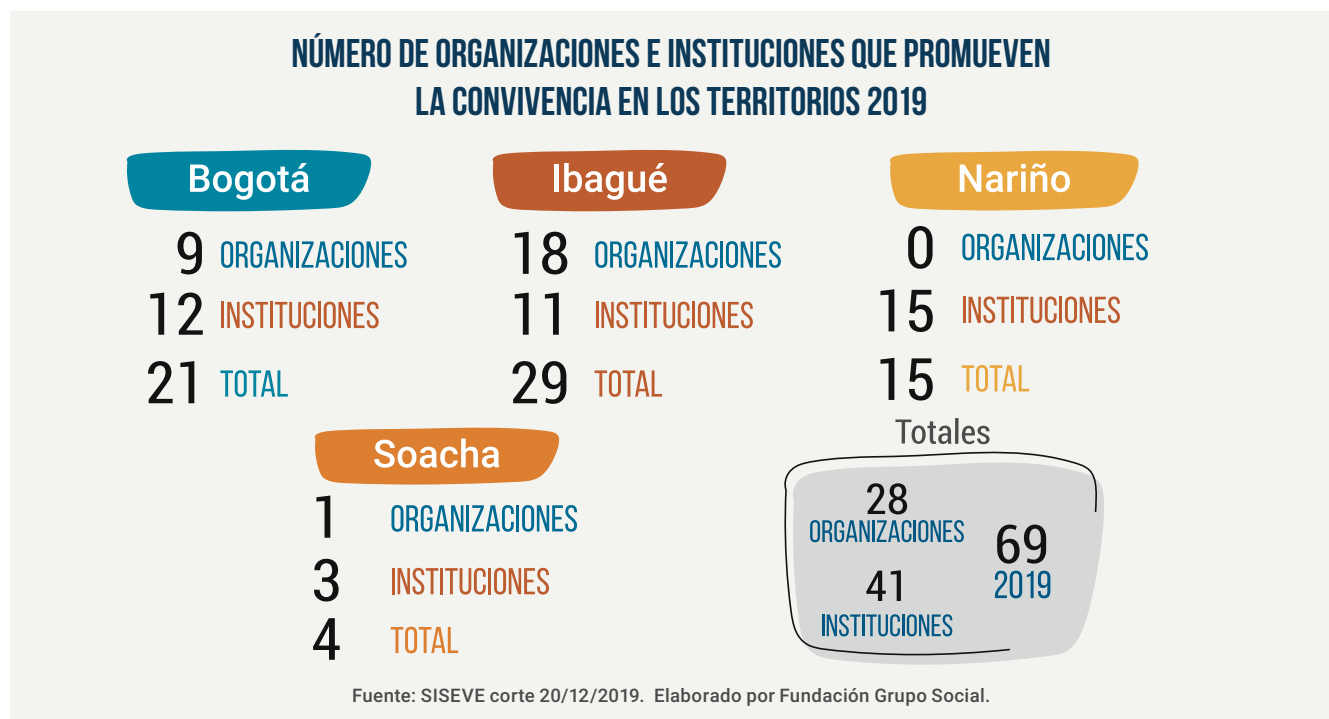 NÚMERO DE ORGANIZACIONES E INSTITUCIONES QUE PROMUEVEN
LA CONVIVENCIA EN LOS TERRITORIOS 2019
Bogotá
9 ORGANIZACIONES
12 INSTITUCIONES
21 TOTAL
Ibagué
18 ORGANIZACIONES
11 INSTITUCIONES
29 TOTAL
Nariño
0 ORGANIZACIONES
15 INSTITUCIONES
15 TOTAL
Soacha
1 ORGANIZACIONES
3 INSTITUCIONES
4 TOTAL
Totales
28
ORGANIZACIONES
41
INSTITUCIONES
69
2019
Fuente: SISEVE corte 20/12/2019. Elaborado por Fundación Grupo Social.